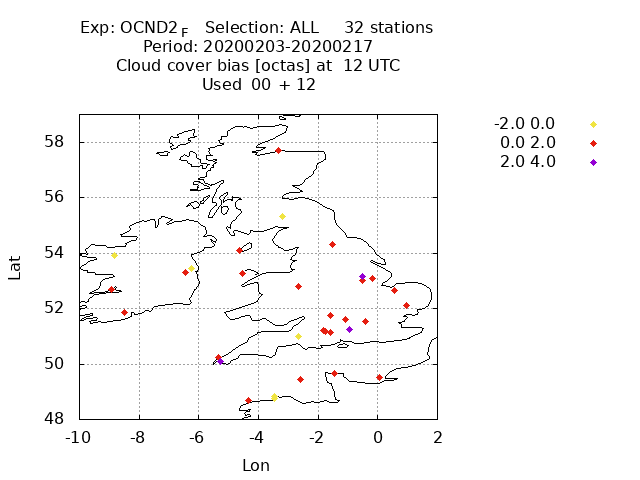 Exp: OCND2 F Selection: ALL 32 stations
Period: 20200203-20200217
Cloud cover bias [octas] at 12 UTC
Used 00 + 12
-2.0 0.0
0.0 2.0
2.0 4.0
58
56
54
52
50
48
Lat
-10 -8 -6 -4 -2 0 2
Lon